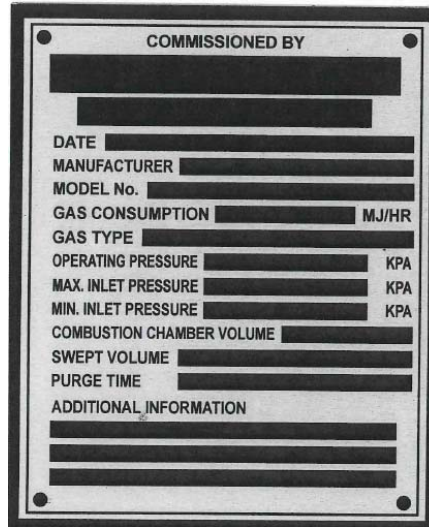 COMMISSIONED BY
DATE
MANUFACTURER
MODEL No.
GAS CONSUMPTION MJ/HR
GAS TYPE
OPERATING PRESSURE KPA
MAX. INLET PRESSURE KPA
MIN. INLET PRESSURE KPA
COMBUSTION CHAMBER VOLUME
SWEPT VOLUME
PURGE TIME
ADDITIONAL INFORMATION